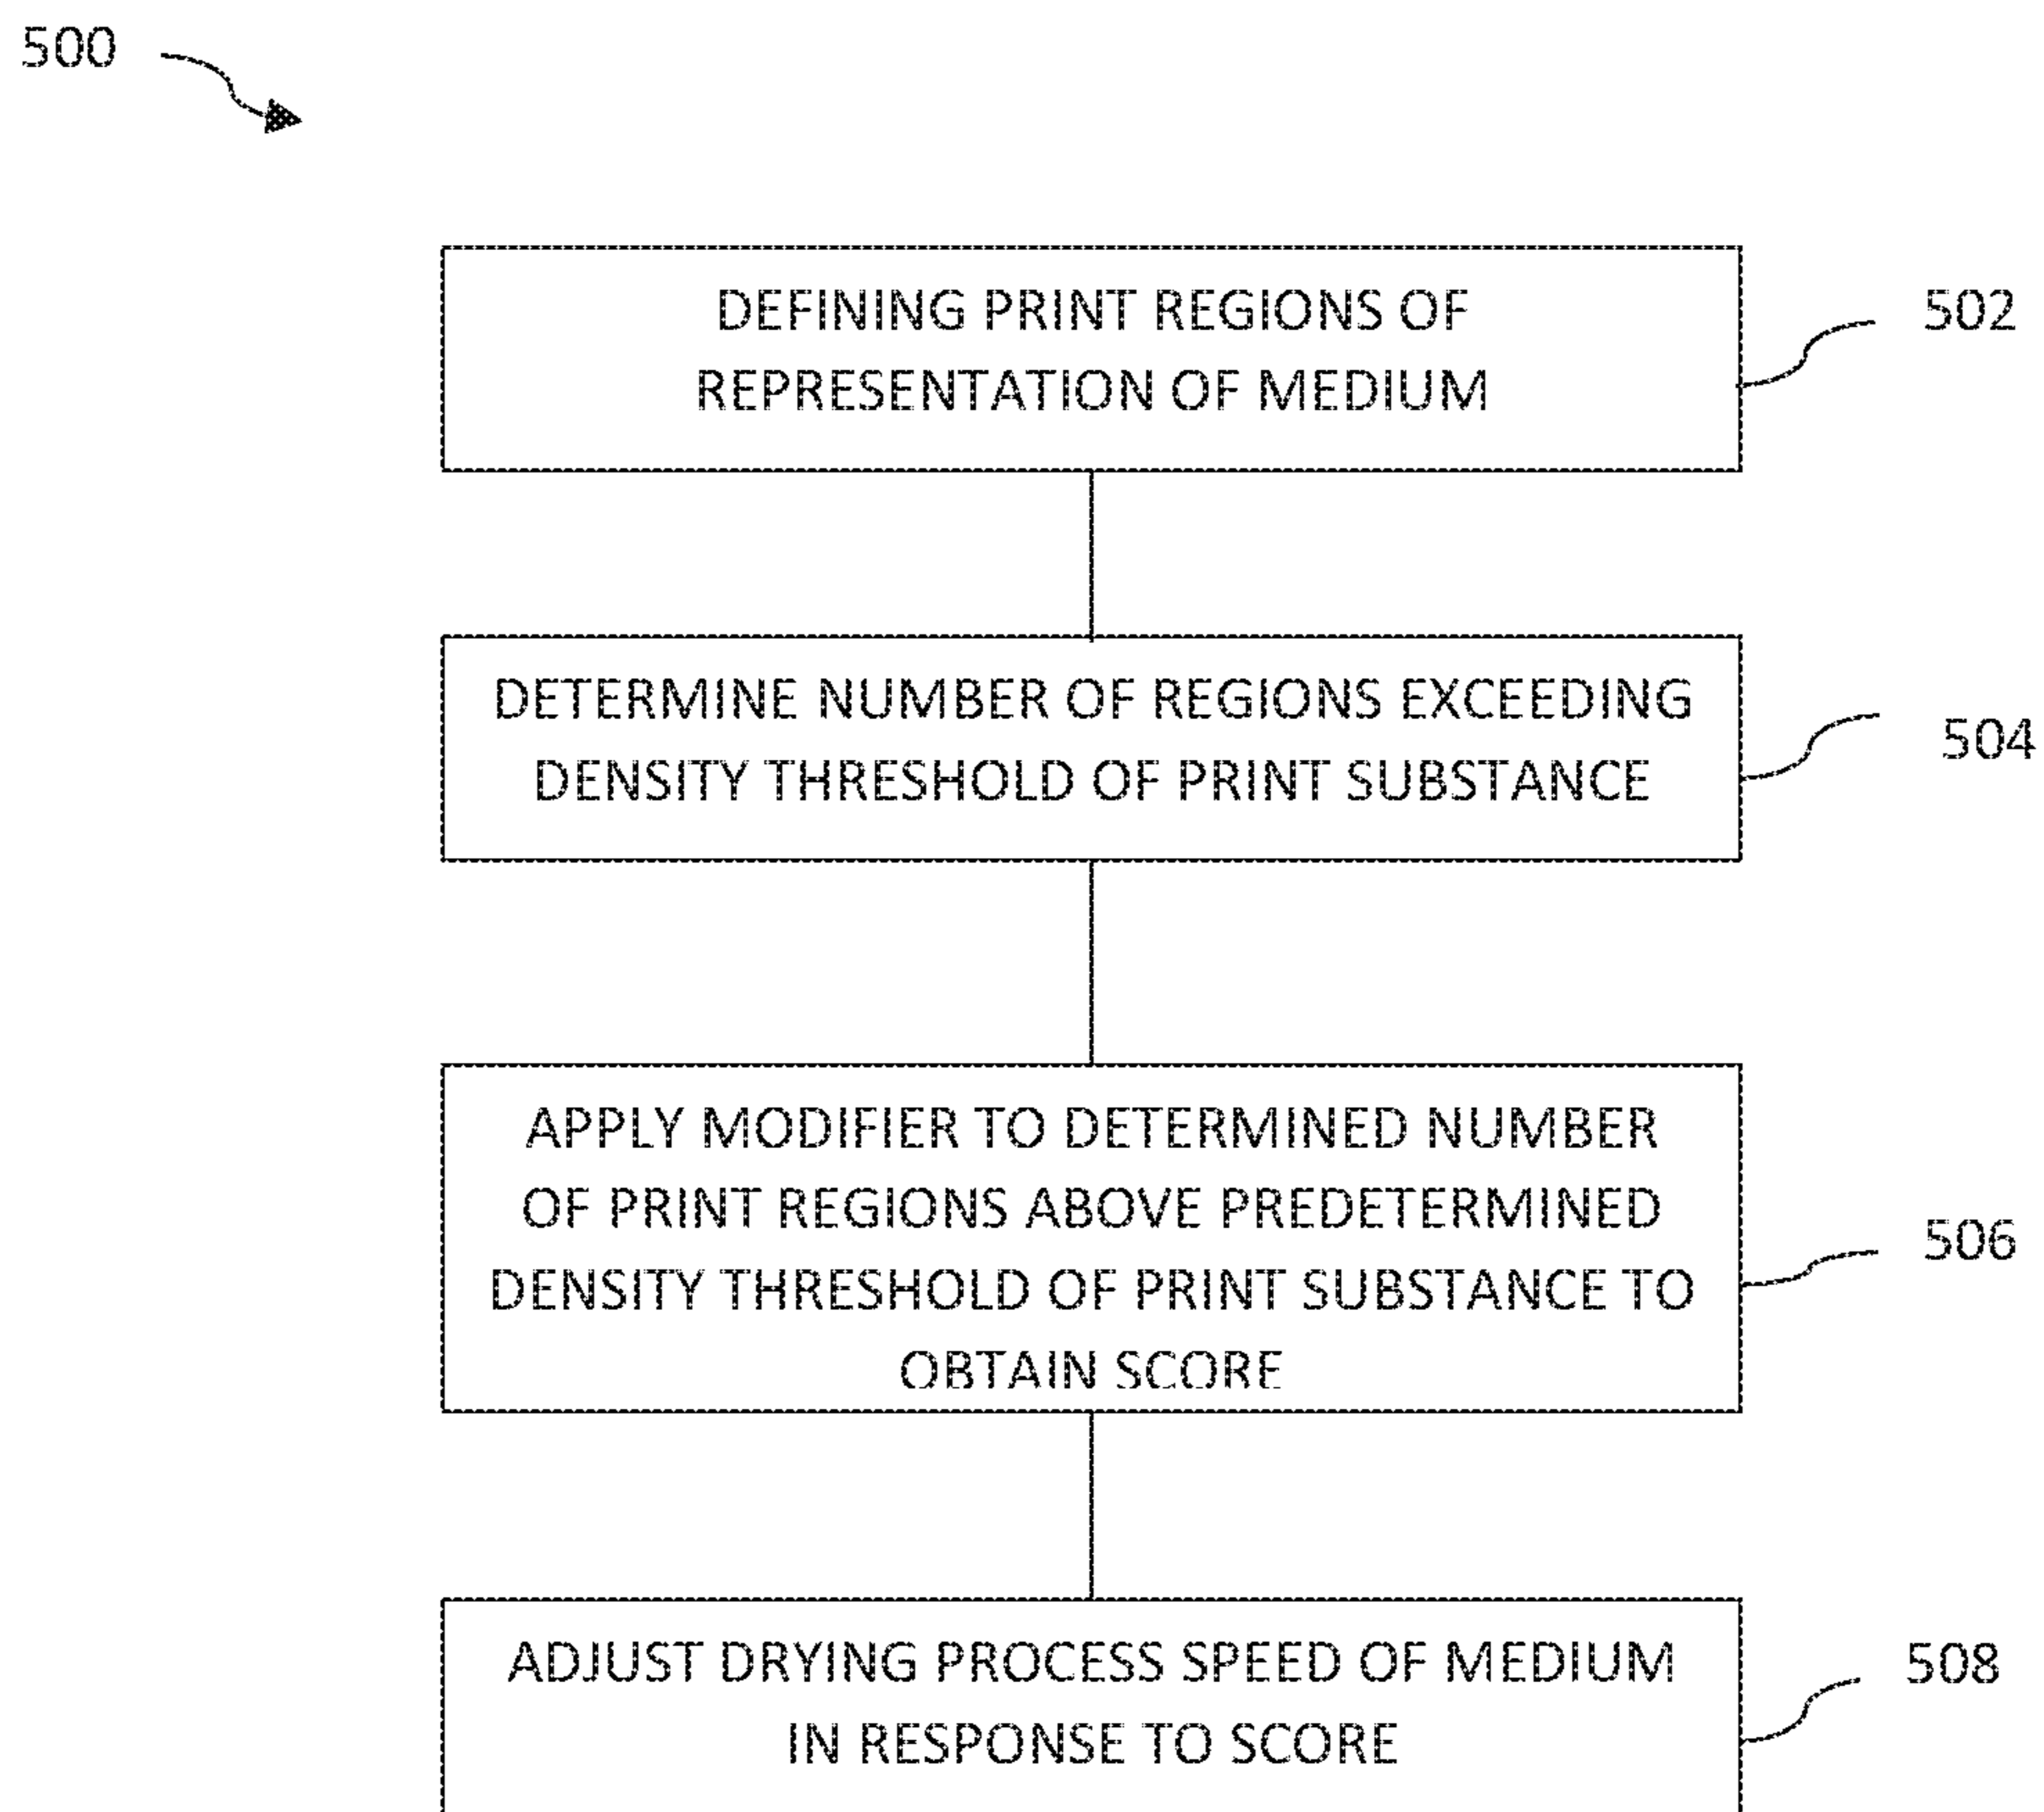 500
DEFINING PRINT REGIONS OF
REPRESENTATION OF MEDIUM
502
DETERMINE NUMBER OF REGIONS EXCEEDING
DENSITY THRESHOLD OF PRINT SUBSTANCE
504
APPLY MODIFIER TO DETERMINED NUMBER
OF PRINT REGIONS ABOVE PREDETERMINED
DENSITY THRESHOLD OF PRINT SUBSTANCE TO
OBTAIN SCORE
506
ADJUST DRYING PROCESS SPEED OF MEDIUM
IN RESPONSE TO SCORE
508